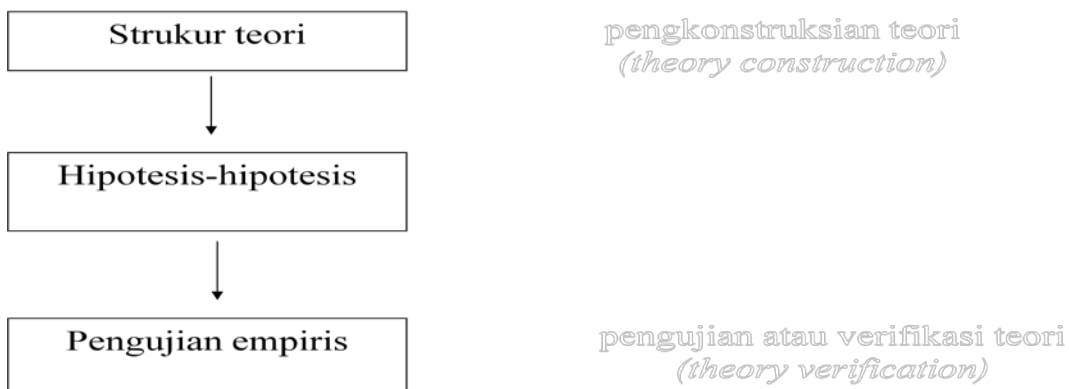 Strukur teori
pengkonstruksian teori
(theory construction)
Hipotesis-hipotesis
Pengujian empiris
pengujian atau verifikasi teori
(theory verification)